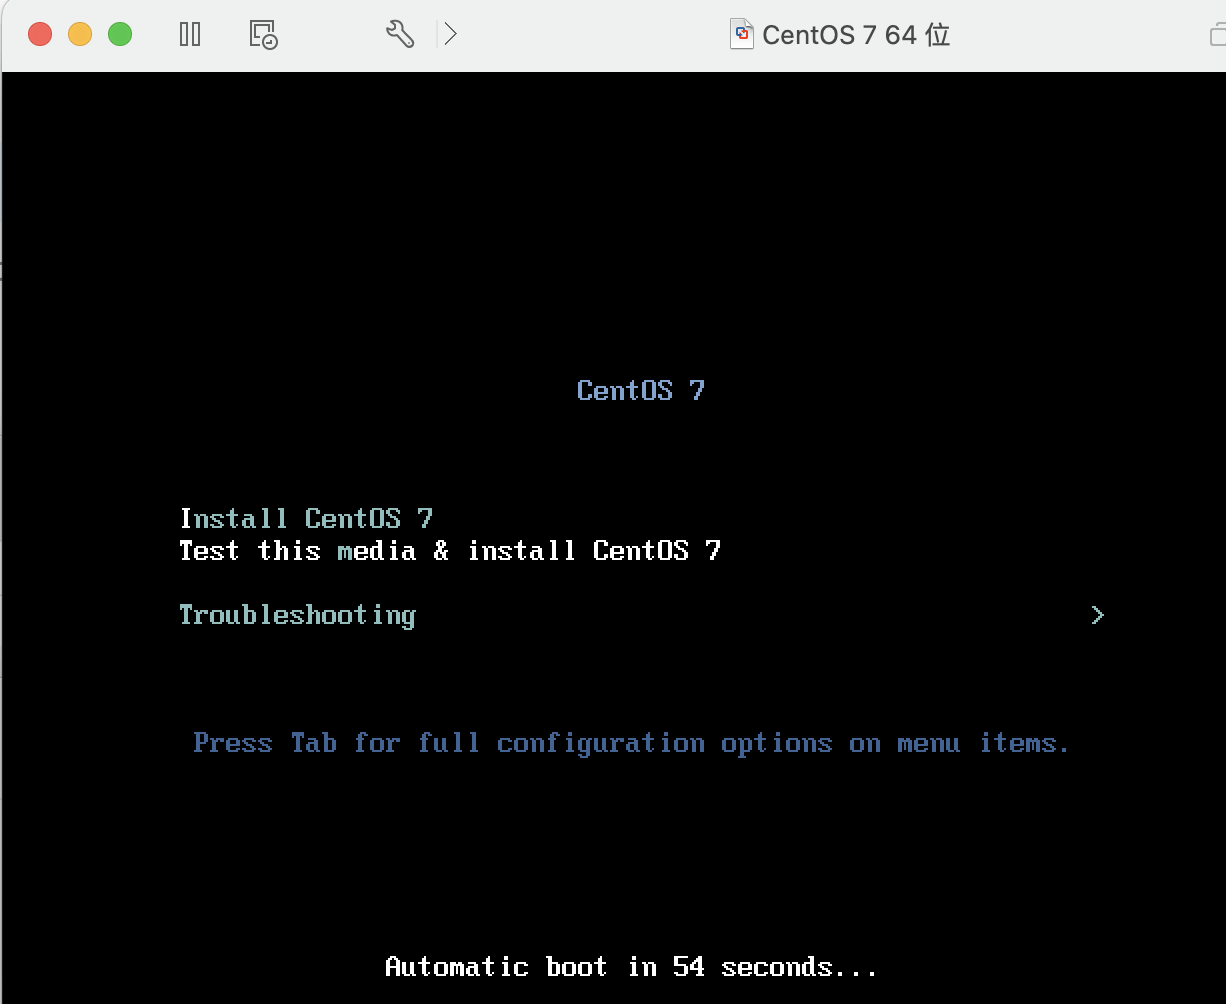 CentOS 7 64 位
CentOS 7
Install CentOS 7
Test this media & install CentOS 7
Troubleshooting >
Press Tab for full configuration options on menu items.
Automatic boot in 54 seconds...